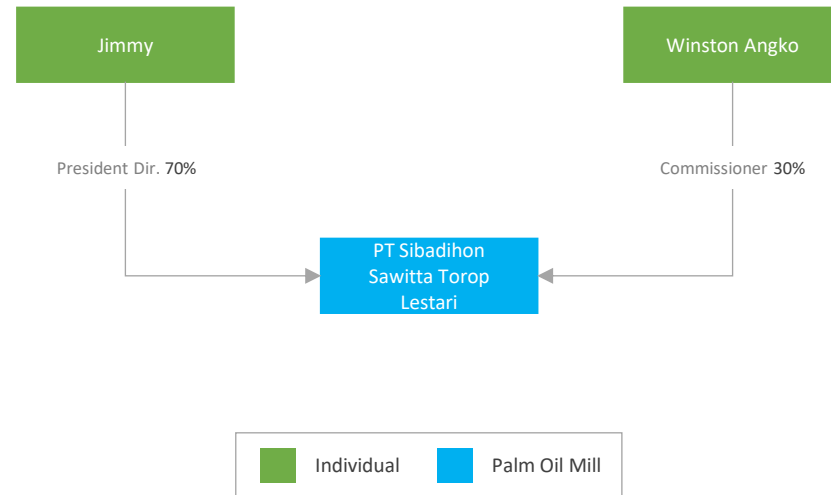 Jimmy
Winston Angko
President Dir. 70%
Commissioner 30%
PT Sibadihon
Sawitta Torop
Lestari
Individual
Palm Oil Mill